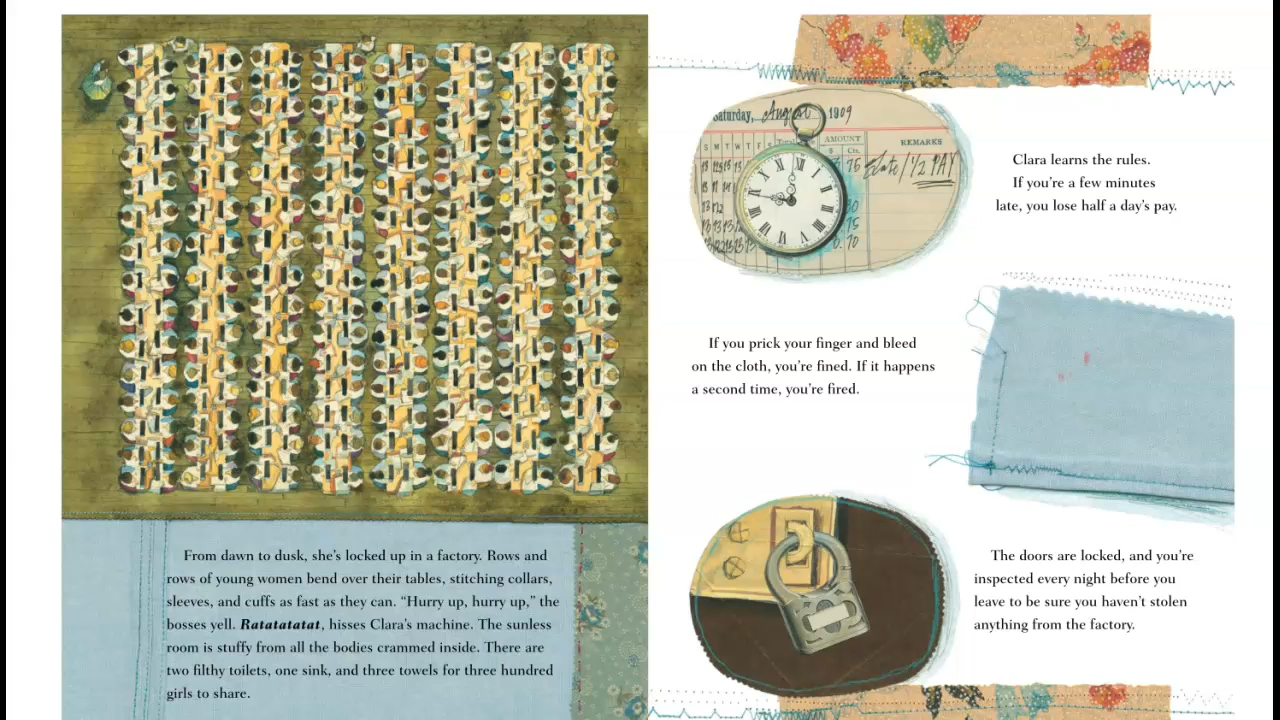 From dawn to dusk, she's locked up in a factory. Rows and
rows of young women bend over their tables, stitching collars,
sleeves, and cuffs as fast as they can. "Hurry up, hurry up," the
bosses yell. Ratatatatat, hisses Clara's machine. The sunless
room is stuffy from all the bodies crammed inside. There are
two filthy toilets, one sink, and three towels for three hundred
girls to share.
Saturday, August 1909
AMOUNT
REMARKS
S M T W T F S
$ Cts.
75 Late / 1/2 PAY
75
70
Clara learns the rules.
If you're a few minutes
late, you lose half a day's pay.
If you prick your finger and bleed
on the cloth, you're fined. If it happens
a second time, you're fired.
The doors are locked, and you're
inspected every night before you
leave to be sure you haven't stolen
anything from the factory.